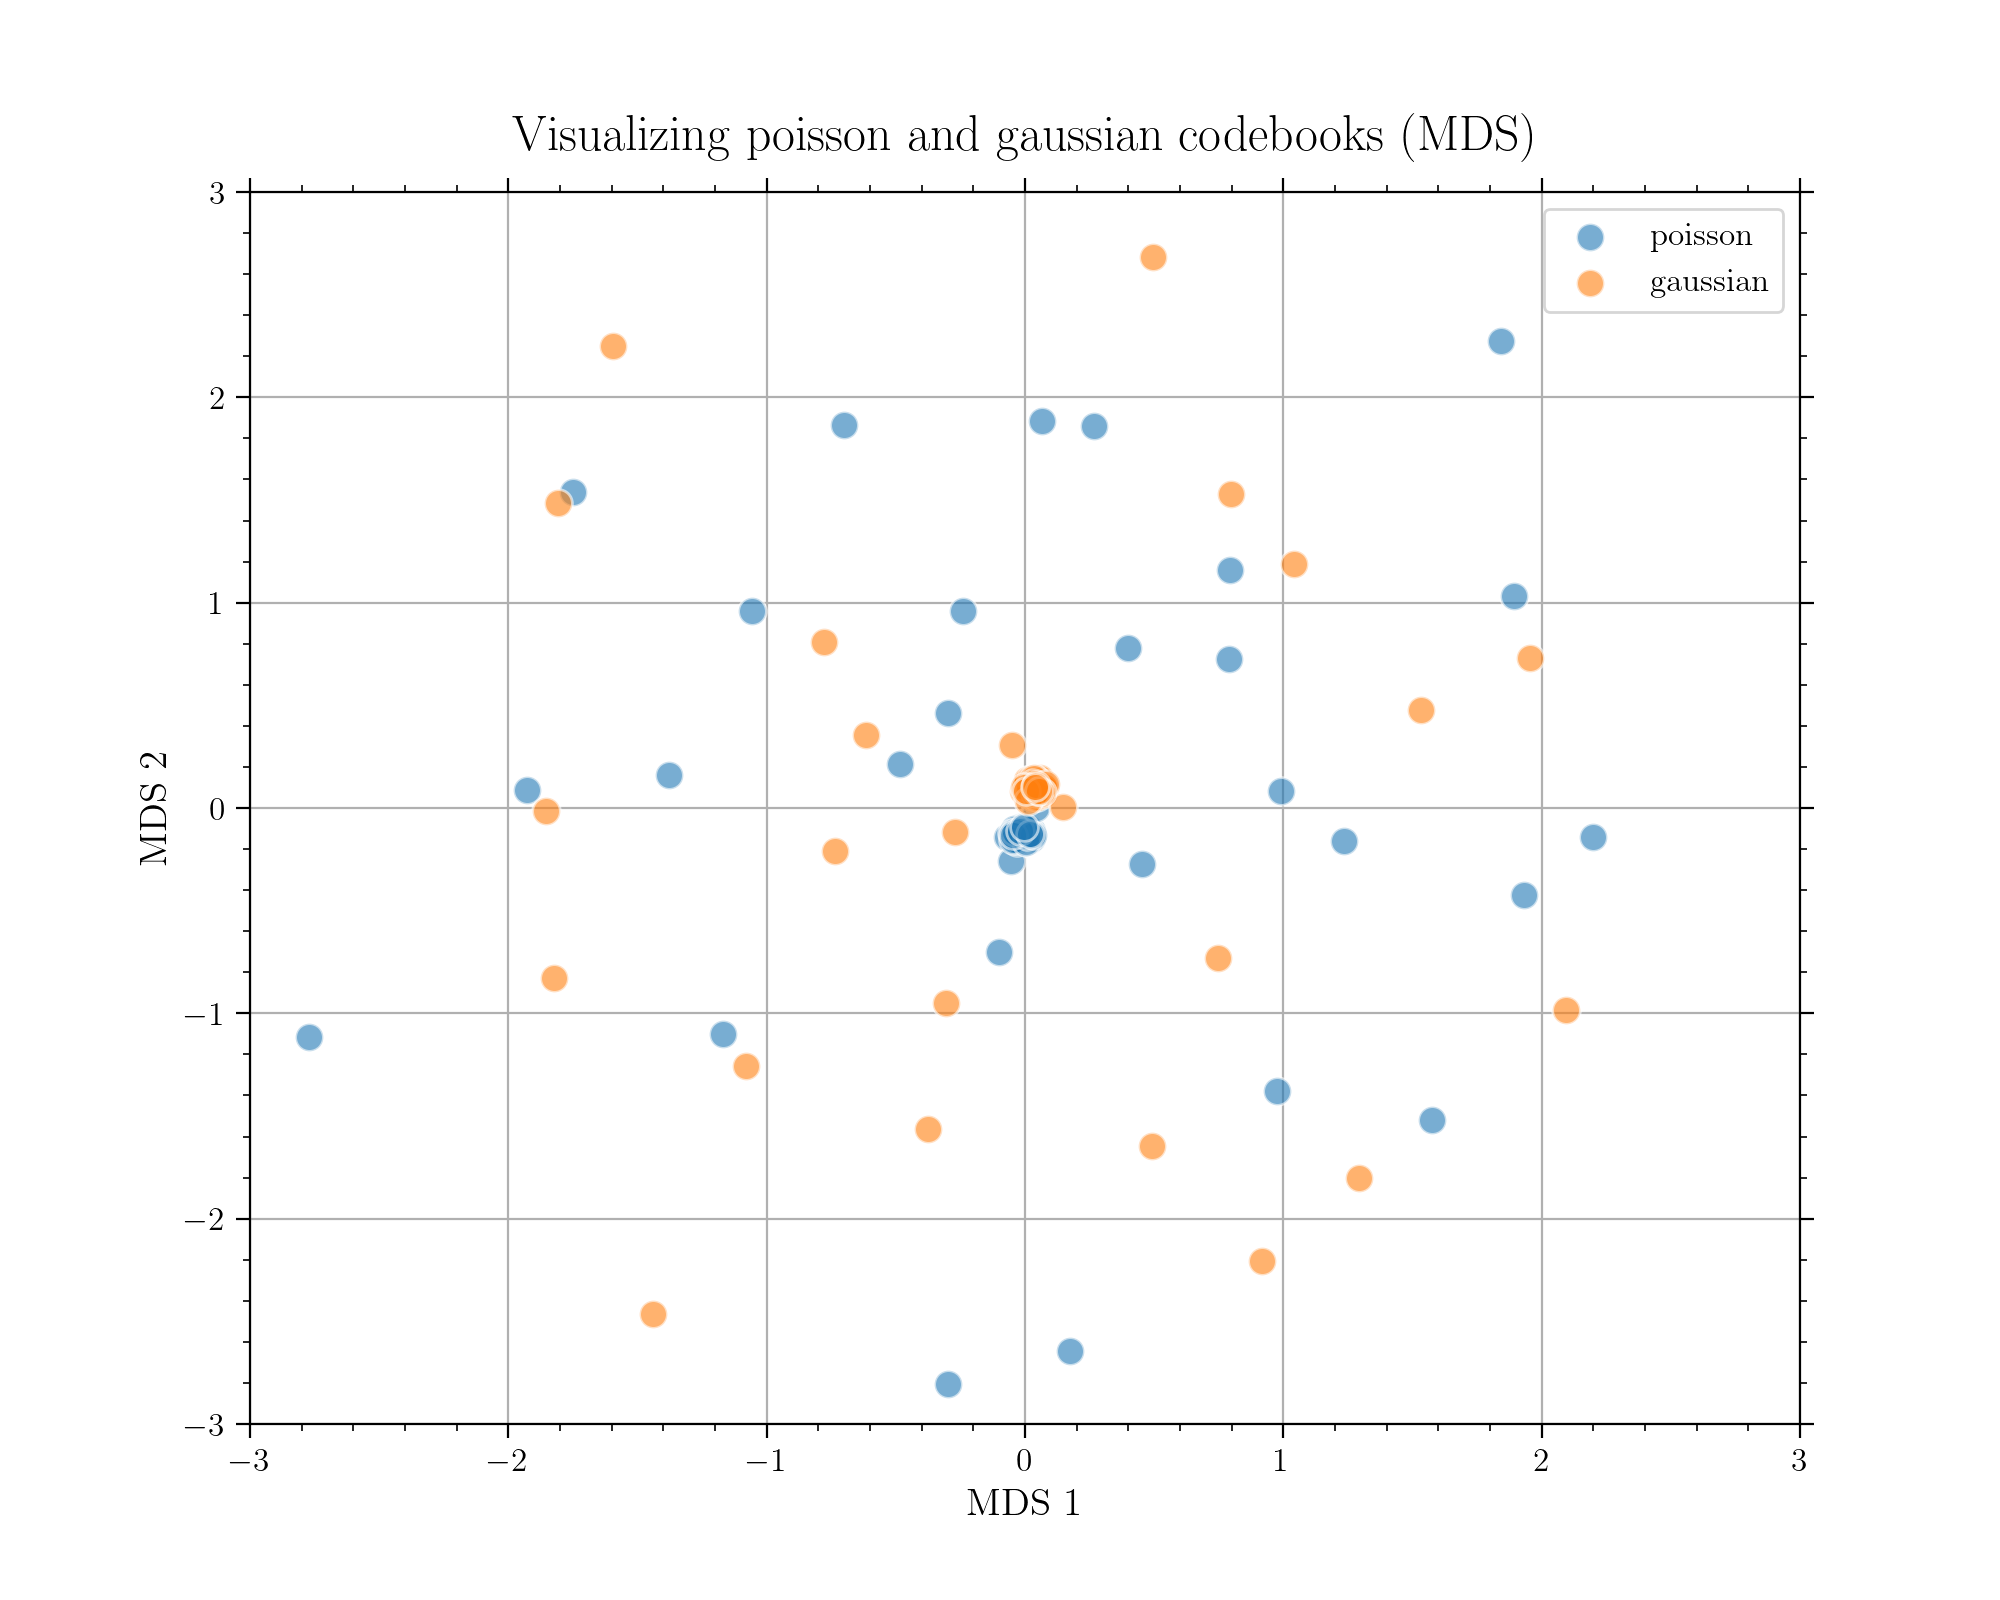 Visualizing poisson and gaussian codebooks (MDS)
poisson
gaussian
3
2
1
0
−1
−2
−3
MDS 2
−3 −2 −1 0 1 2 3
MDS 1